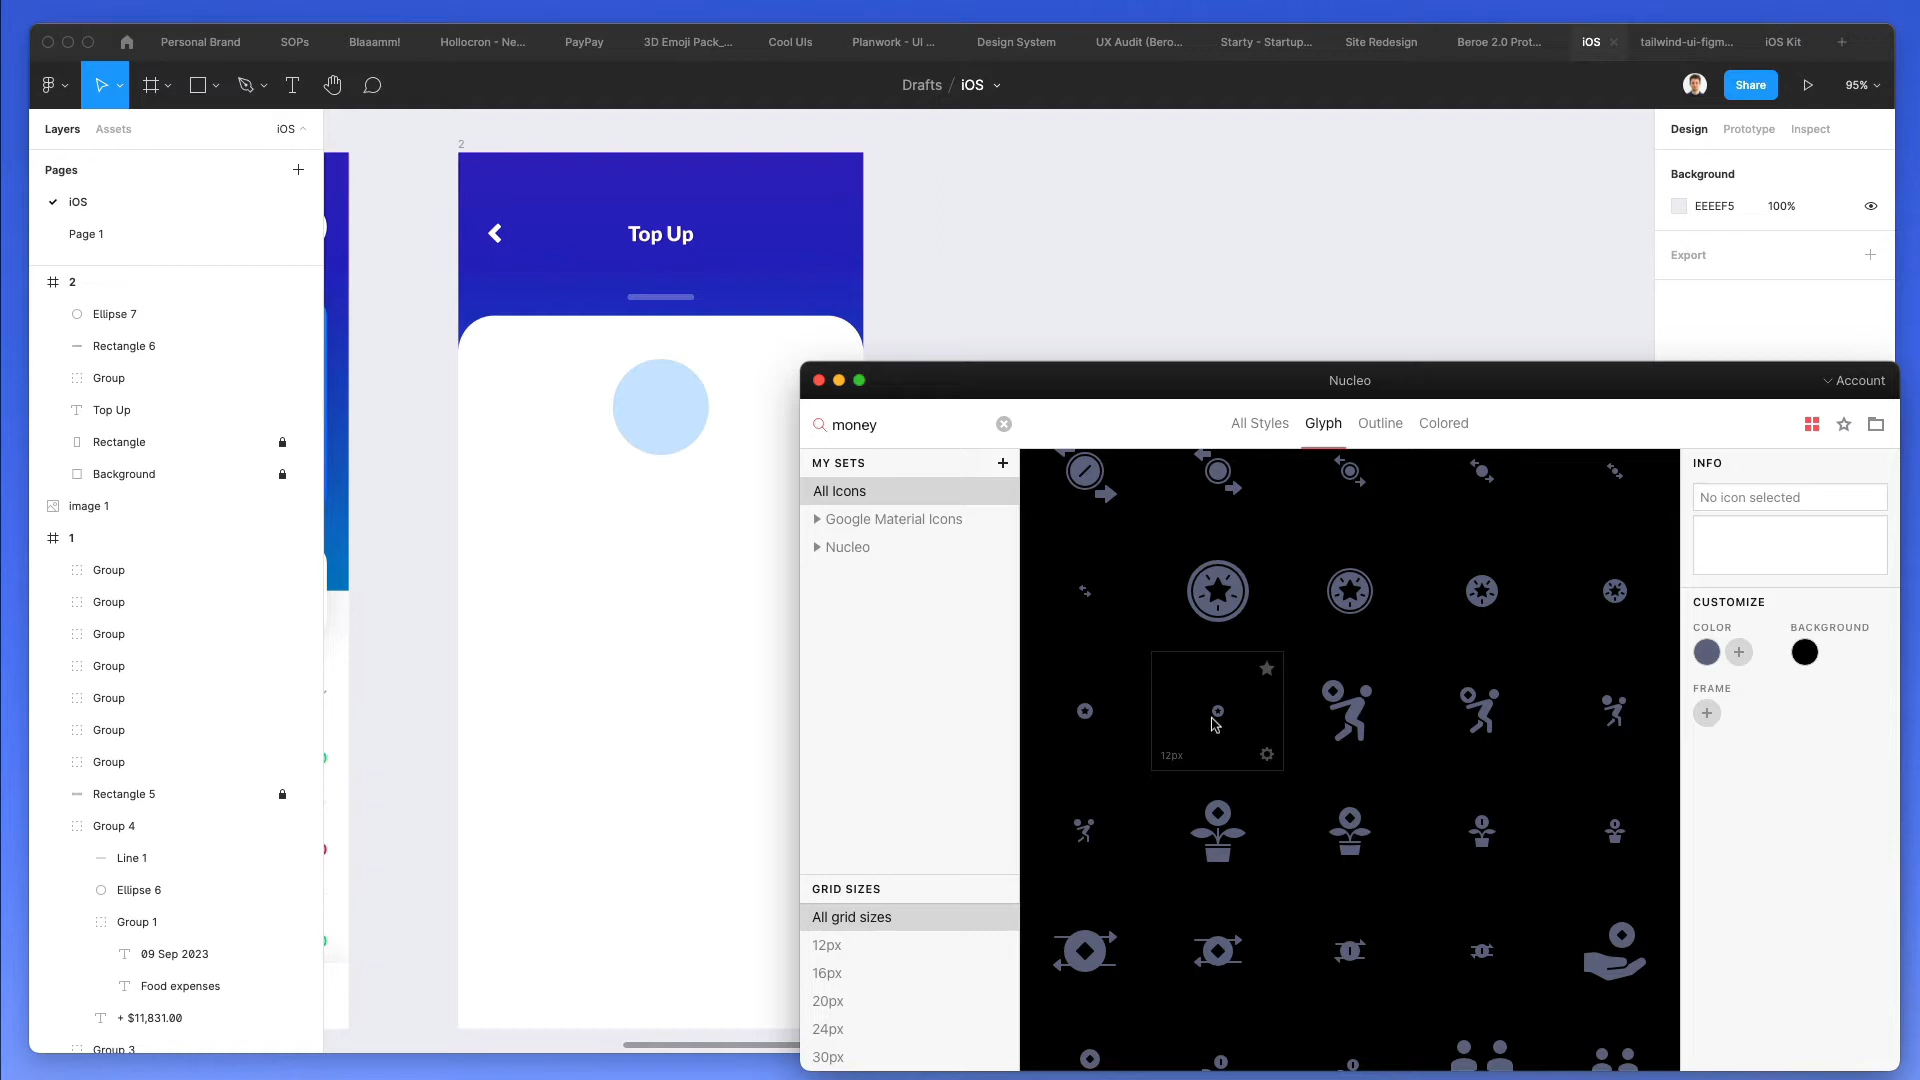 Personal Brand
SOPs
Blaaamm!
Hollocron - Ne...
PayPay
3D Emoji Pack_...
Cool UIs
Planwork - UI ...
Design System
UX Audit (Bero...
Starty - Startup...
Site Redesign
Beroe 2.0 Prot...
iOS
tailwind-ui-figm...
iOS Kit
Drafts / iOS
Share
95%
Layers
Assets
iOS
Pages
iOS
Page 1
2
Ellipse 7
Rectangle 6
Group
Top Up
Rectangle
Background
image 1
1
Group
Group
Group
Group
Group
Group
Group
Rectangle 5
Group 4
Line 1
Ellipse 6
Group 1
09 Sep 2023
Food expenses
+ $11,831.00
Group 3
2
Top Up
Design
Prototype
Inspect
Background
EEEEF5
100%
Export
Nucleo
Account
money
All Styles
Glyph
Outline
Colored
MY SETS
All Icons
Google Material Icons
Nucleo
GRID SIZES
All grid sizes
12px
16px
20px
24px
30px
12px
INFO
No icon selected
CUSTOMIZE
COLOR
BACKGROUND
FRAME